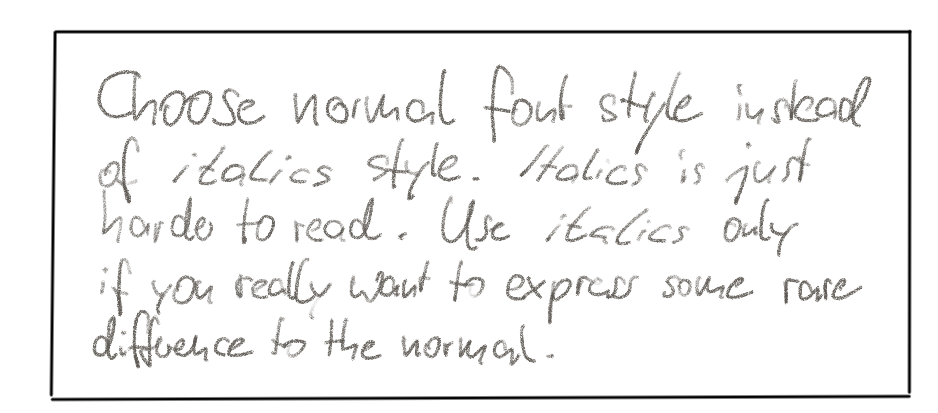 Choose normal font style instead
of italics style. Italics is just
harder to read. Use italics only
if you really want to express some rare
difference to the normal.